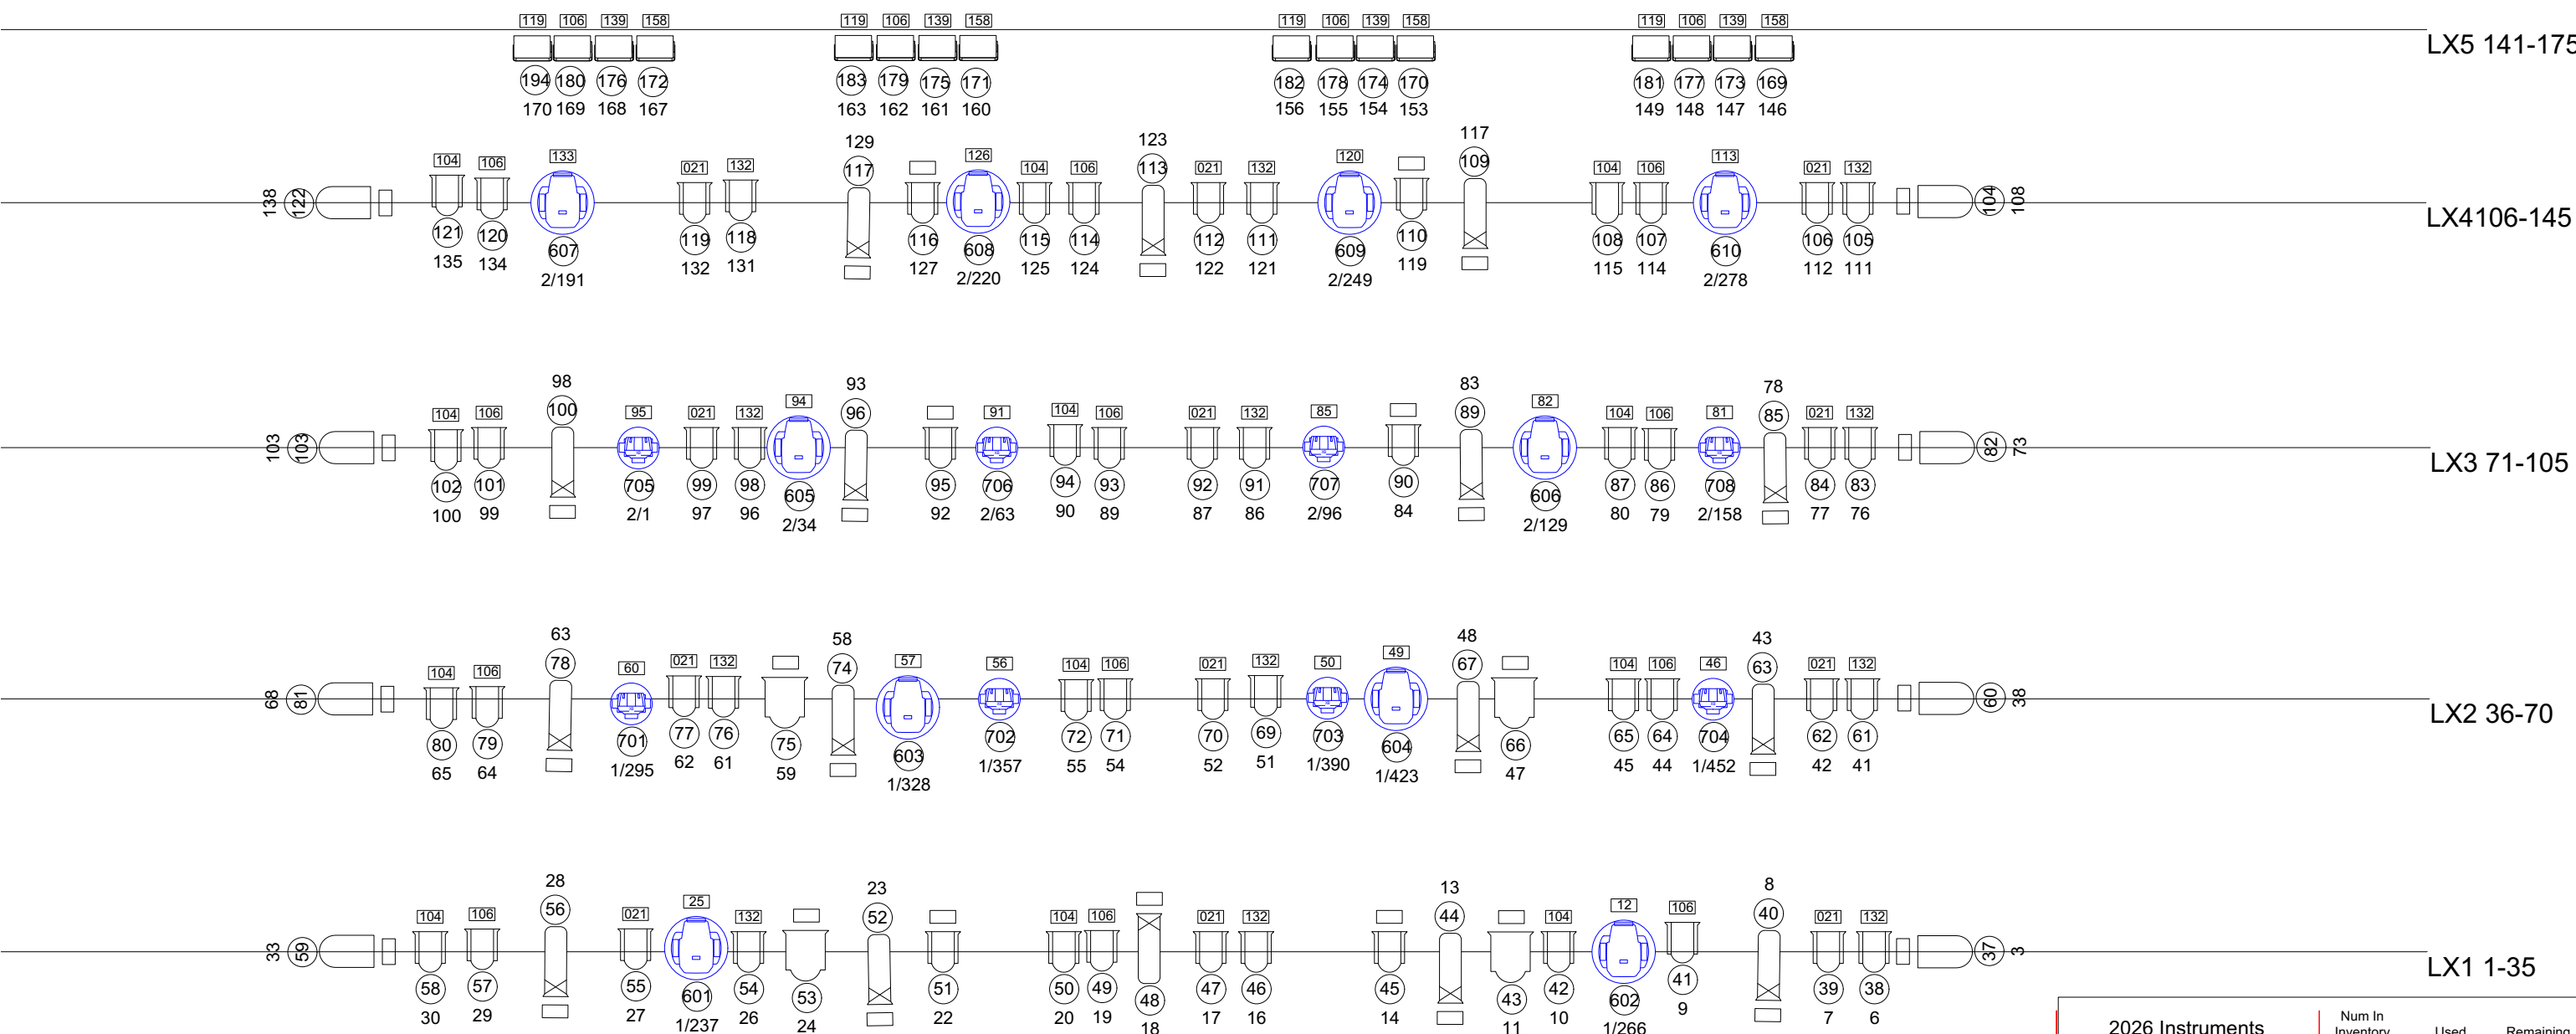 119 106 139 158 119 106 139 158 119 106 139 158 119 106 139 158
LX5 141-175
194 180 176 172 183 179 175 171 182 178 174 170 181 177 173 169
170 169 168 167 163 162 161 160 156 155 154 153 149 148 147 146
129 123 117
104 106 133 021 132 117 126 104 106 113 021 132 120 109 104 106 113 021 132
138 122 104 108
LX4106-145
121 120 607 119 118 116 608 115 114 112 111 609 110 108 107 610 106 105
135 134 2/191 132 131 127 2/220 125 124 122 121 2/249 119 115 114 2/278 112 111
98 93 83 78
104 106 100 95 021 132 94 96 91 104 106 021 132 85 89 82 104 106 81 85 021 132
103 103 82 73
LX3 71-105
102 101 705 99 98 605 95 706 94 93 92 91 707 90 606 87 86 708 84 83
100 99 2/1 97 96 2/34 92 2/63 90 89 87 86 2/96 84 2/129 80 79 2/158 77 76
63 58 48 43
104 106 78 60 021 132 74 57 56 104 106 021 132 50 49 67 104 106 46 63 021 132
68 81 60 38
LX2 36-70
80 79 701 77 76 75 603 702 72 71 70 69 703 604 66 65 64 704 62 61
65 64 1/295 62 61 59 1/328 1/357 55 54 52 51 1/390 1/423 47 45 44 1/452 42 41
28 23 13 8
104 106 56 021 25 132 52 104 106 021 132 44 104 12 106 40 021 132
33 59 37 3
LX1 1-35
58 57 55 601 54 53 51 50 49 48 47 46 45 43 42 602 41 39 38
30 29 27 1/237 26 24 22 20 19 18 17 16 14 11 10 1/266 9 7 6
2026 Instruments
Num In
Inventory Used Remaining